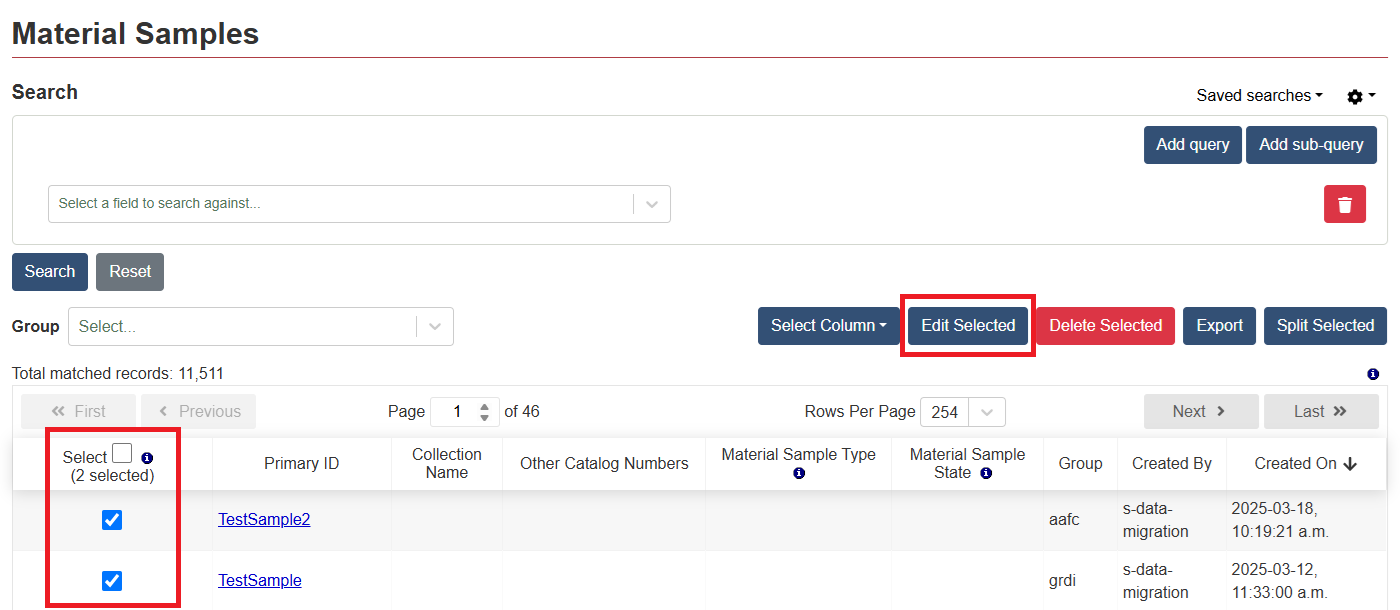 Material Samples
Search
Saved searches
Add query
Add sub-query
Select a field to search against...
Search
Reset
Group
Select...
Select Column
Edit Selected
Delete Selected
Export
Split Selected
Total matched records: 11,511
First
Previous
Page 1 of 46
Rows Per Page 254
Next
Last
Select
(2 selected)
Primary ID
Collection
Name
Other Catalog Numbers
Material Sample Type
Material Sample
State
Group
Created By
Created On
TestSample2
aafc
s-data-
migration
2025-03-18,
10:19:21 a.m.
TestSample
grdi
s-data-
migration
2025-03-12,
11:33:00 a.m.